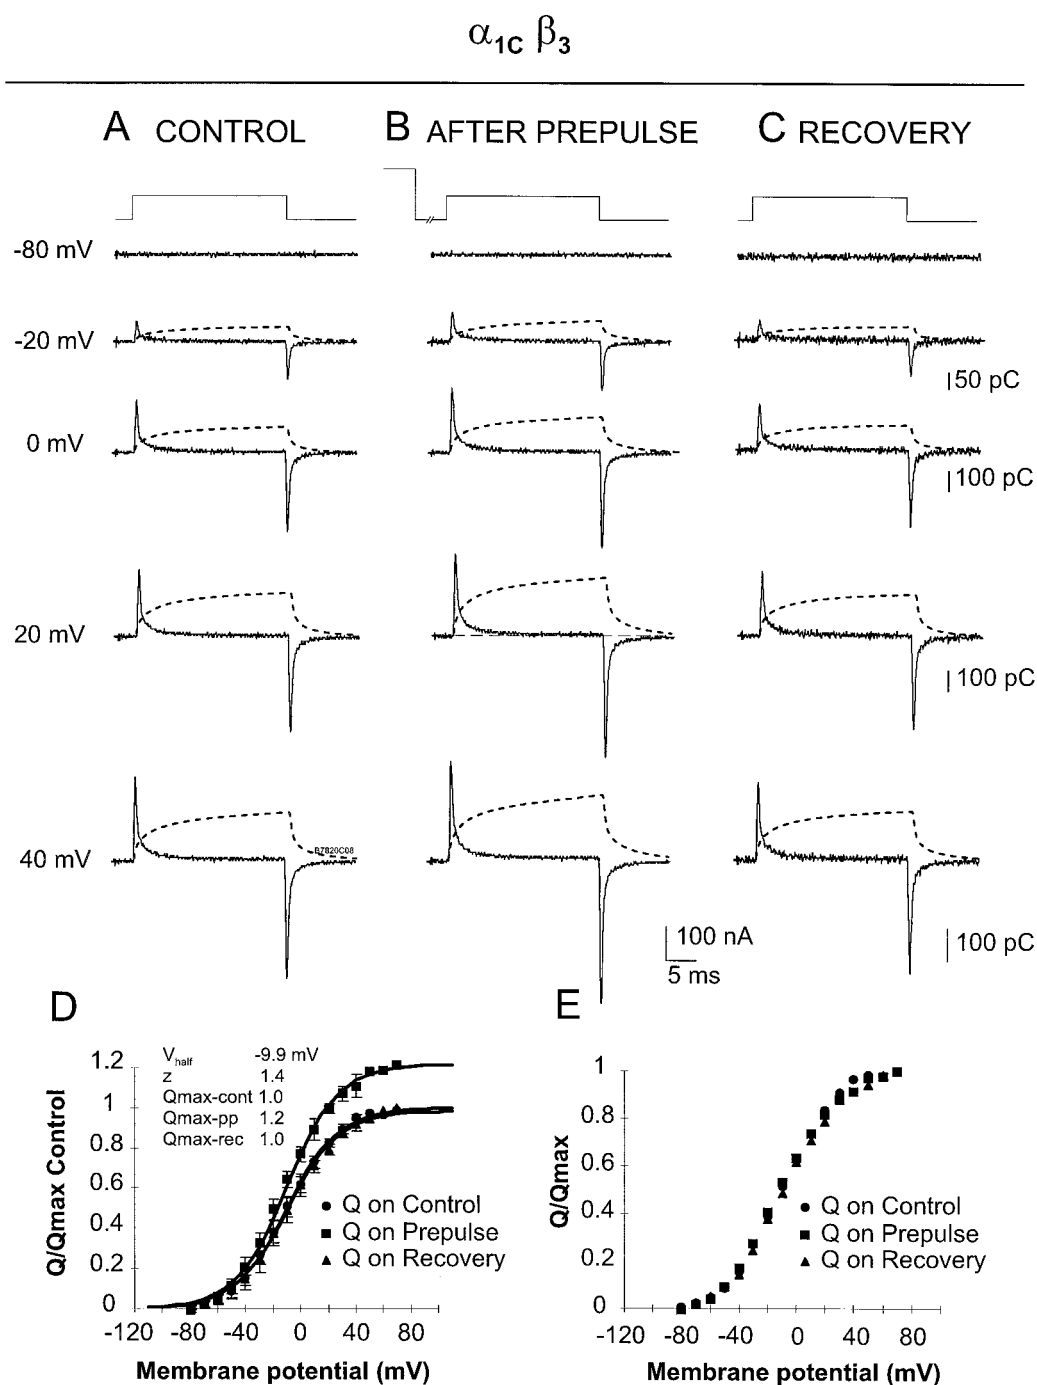 α1C β3
A CONTROL
B AFTER PREPULSE
C RECOVERY
-80 mV
-20 mV
50 pC
0 mV
100 pC
20 mV
100 pC
40 mV
B7820C08
100 nA
5 ms
100 pC
D
Vhalf -9.9 mV
z 1.4
Qmax-cont 1.0
Qmax-pp 1.2
Qmax-rec 1.0
Q/Qmax Control
1.2
1
0.8
0.6
0.4
0.2
0
Q on Control
Q on Prepulse
Q on Recovery
-120 -80 -40 0 40 80
Membrane potential (mV)
E
Q/Qmax
1
0.8
0.6
0.4
0.2
0
Q on Control
Q on Prepulse
Q on Recovery
-120 -80 -40 0 40 80
Membrane potential (mV)